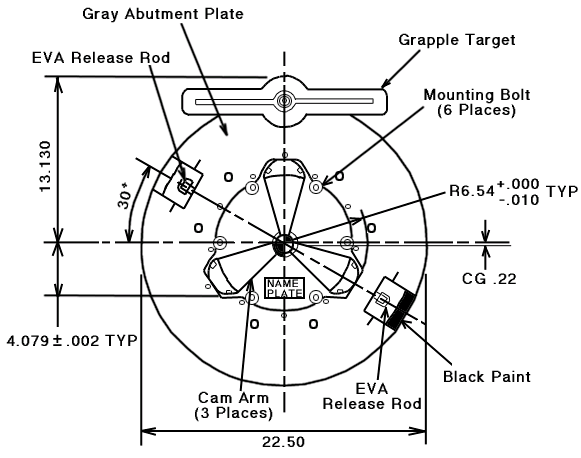 Gray Abutment Plate
EVA Release Rod
Grapple Target
Mounting Bolt
(6 Places)
13.130
30°
R6.54 +.000 TYP
-.010
CG .22
NAME
PLATE
4.079±.002 TYP
Black Paint
EVA
Release Rod
Cam Arm
(3 Places)
22.50